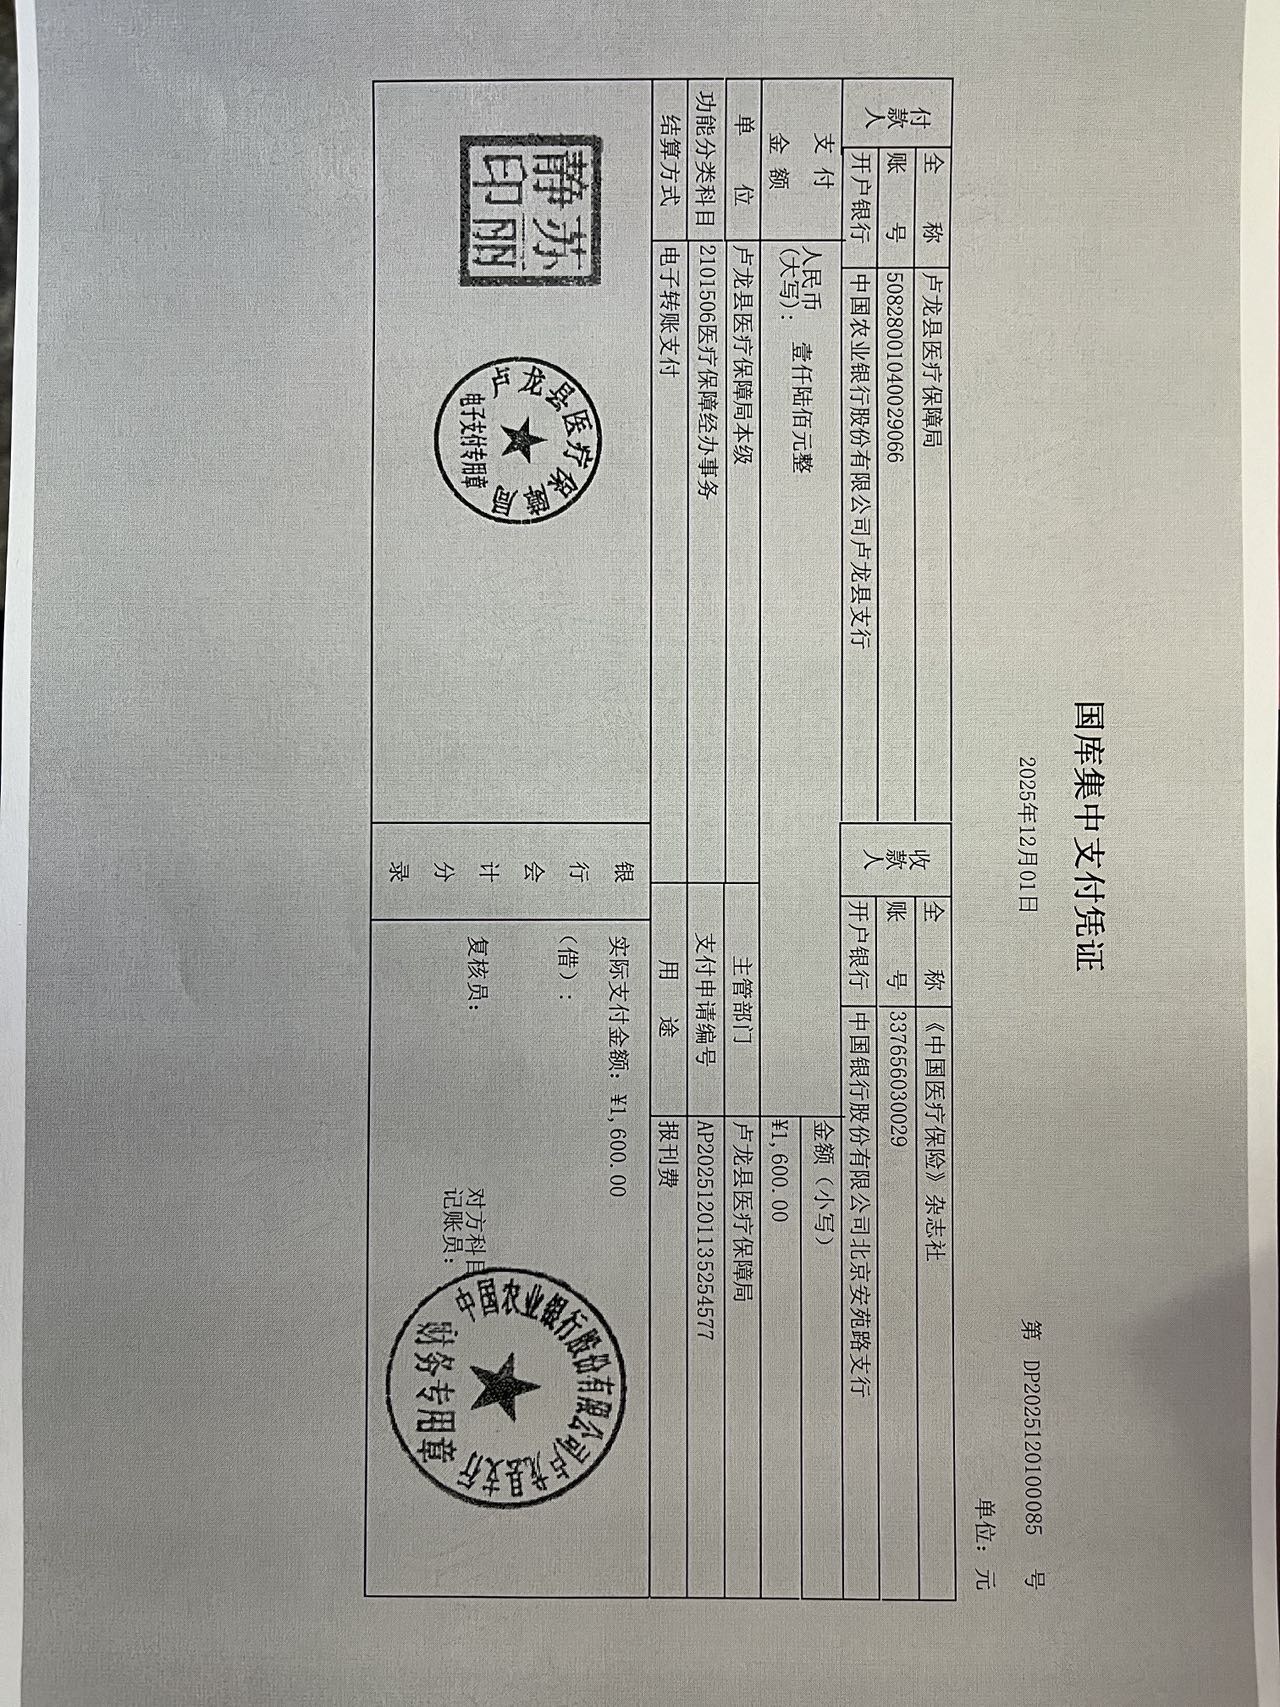 国库集中支付凭证
2025年12月01日
第 DP2025120100085 号
单位：元
付款人 全称 卢龙县医疗保障局 收款人 全称 《中国医疗保险》杂志社
账号 50828001040029066 账号 337656030029
开户银行 中国农业银行股份有限公司卢龙县支行 开户银行 中国银行股份有限公司北京安苑路支行
支付金额 人民币（大写）： 壹仟陆佰元整 金额（小写）
¥1,600.00
单位 卢龙县医疗保障局本级 主管部门 卢龙县医疗保障局
功能分类科目 2101506医疗保障经办事务 支付申请编号 AP2025120113525​4577
结算方式 电子转账支付 用途 报刊费
银行会计分录
实际支付金额：¥1,600.00
（借）：
对方科目
复核员： 记账员：
苏丽静印
卢龙县医疗保障局
电子支付专用章
中国农业银行股份有限公司卢龙县支行
财务专用章